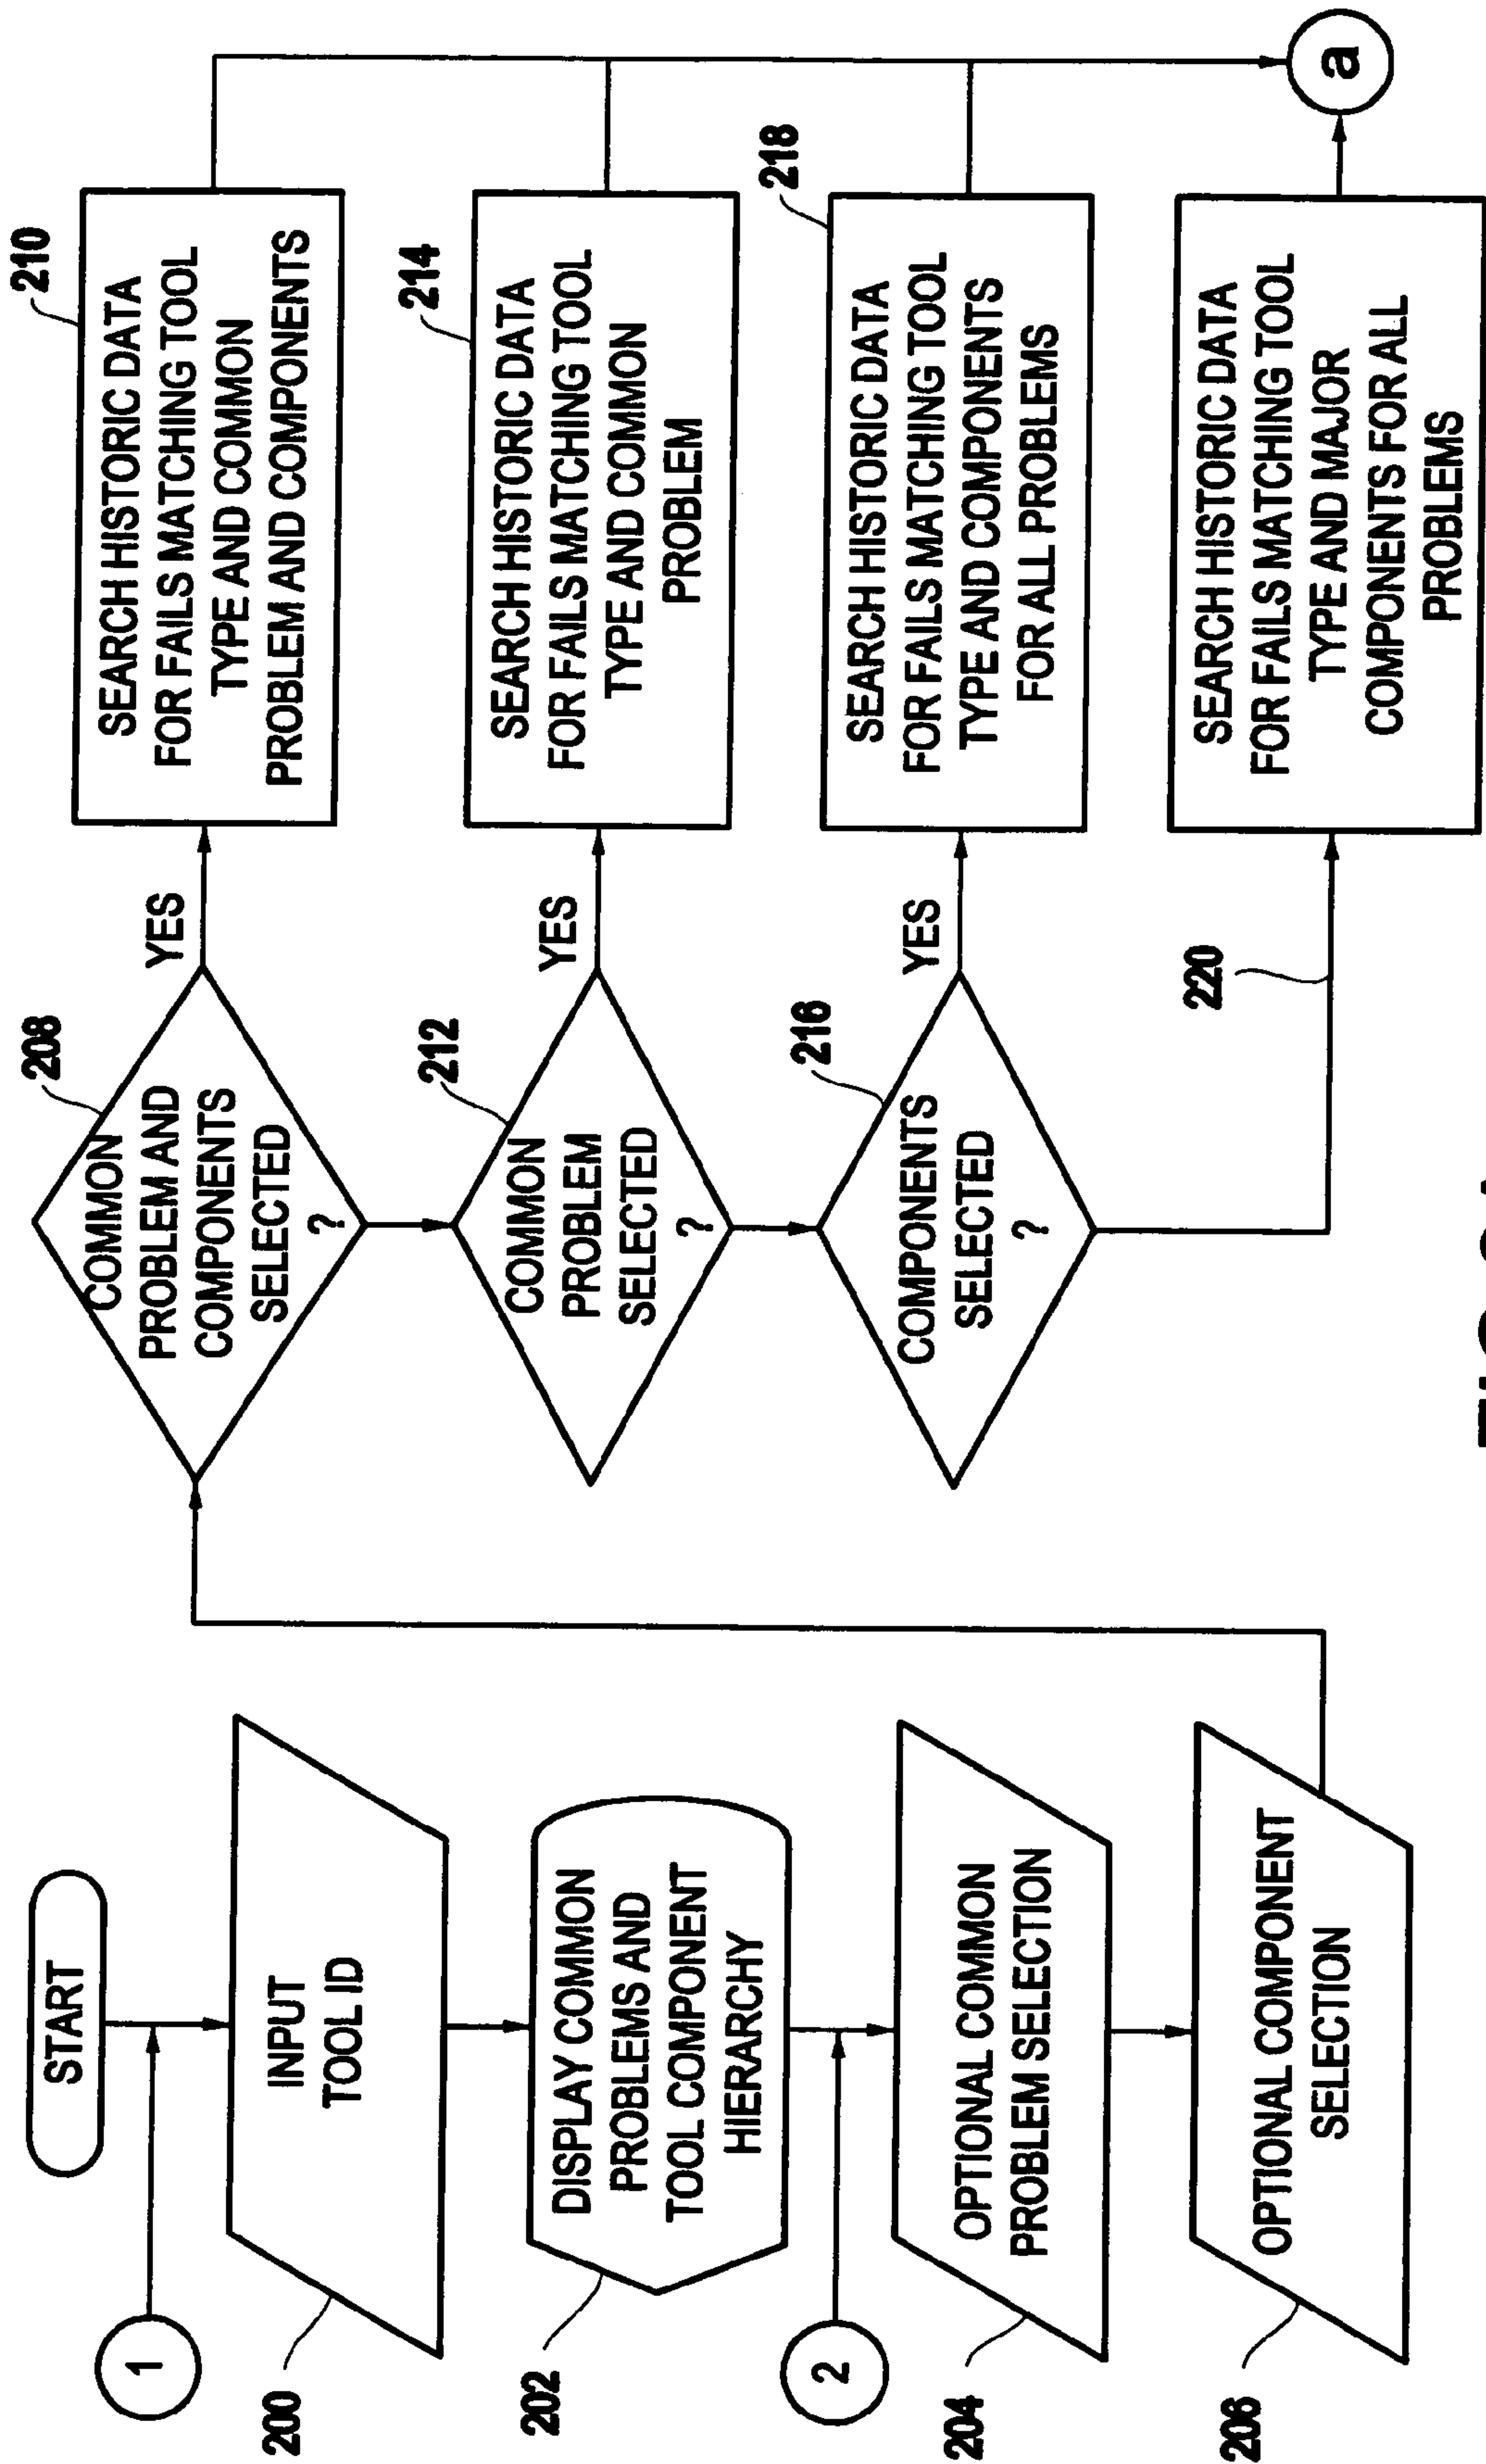 START
1
INPUT
TOOL ID
200
DISPLAY COMMON
PROBLEMS AND
TOOL COMPONENT
HIERARCHY
202
2
OPTIONAL COMMON
PROBLEM SELECTION
204
OPTIONAL COMPONENT
SELECTION
206
208
COMMON
PROBLEM AND
COMPONENTS
SELECTED
?
YES
210
SEARCH HISTORIC DATA
FOR FAILS MATCHING TOOL
TYPE AND COMMON
PROBLEM AND COMPONENTS
212
COMMON
PROBLEM
SELECTED
?
YES
214
SEARCH HISTORIC DATA
FOR FAILS MATCHING TOOL
TYPE AND COMMON
PROBLEM
216
COMPONENTS
SELECTED
?
YES
218
SEARCH HISTORIC DATA
FOR FAILS MATCHING TOOL
TYPE AND COMPONENTS
FOR ALL PROBLEMS
220
SEARCH HISTORIC DATA
FOR FAILS MATCHING TOOL
TYPE AND MAJOR
COMPONENTS FOR ALL
PROBLEMS
a